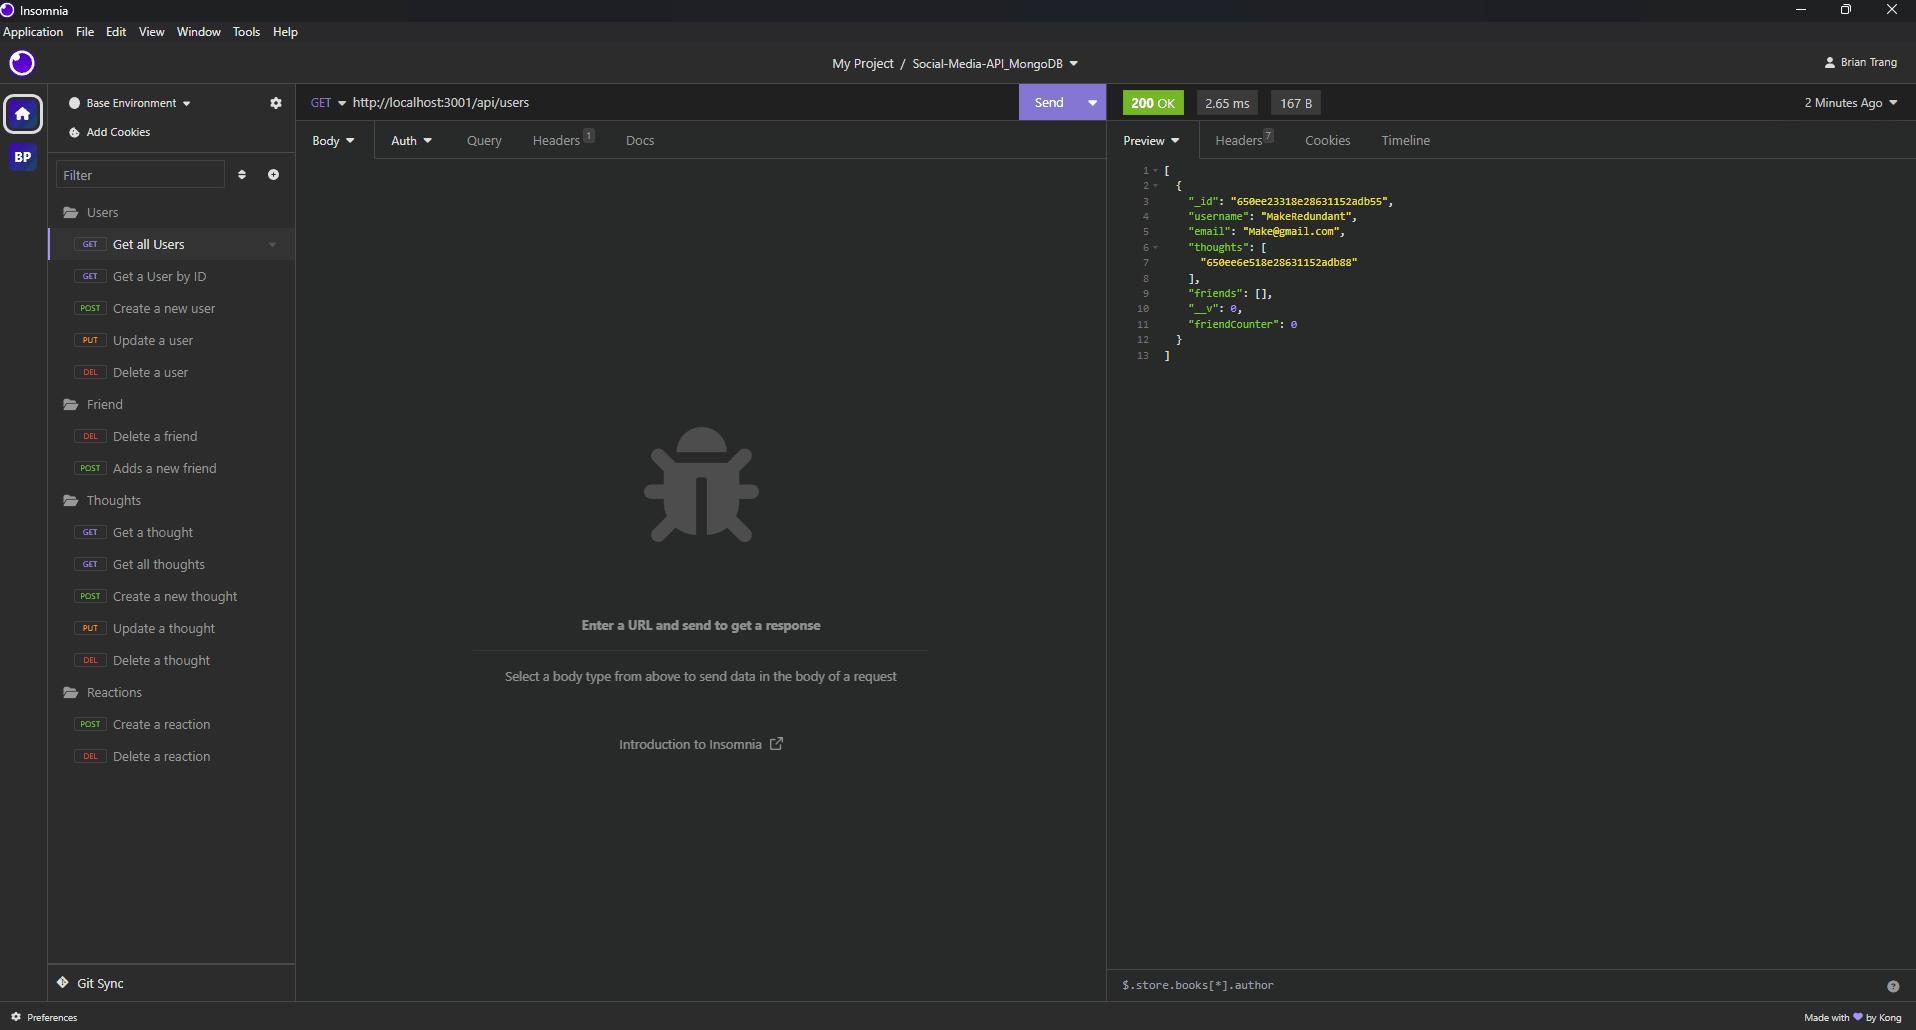 Insomnia
Application File Edit View Window Tools Help
My Project / Social-Media-API_MongoDB
Brian Trang
Base Environment
Add Cookies
BP
Filter
Users
GET Get all Users
GET Get a User by ID
POST Create a new user
PUT Update a user
DEL Delete a user
Friend
DEL Delete a friend
POST Adds a new friend
Thoughts
GET Get a thought
GET Get all thoughts
POST Create a new thought
PUT Update a thought
DEL Delete a thought
Reactions
POST Create a reaction
DEL Delete a reaction
Git Sync
Preferences
GET http://localhost:3001/api/users Send
Body Auth Query Headers 1 Docs
Enter a URL and send to get a response
Select a body type from above to send data in the body of a request
Introduction to Insomnia
200 OK 2.65 ms 167 B 2 Minutes Ago
Preview Headers 7 Cookies Timeline
1 [
2 {
3 "_id": "650ee23318e28631152adb55",
4 "username": "MakeRedundant",
5 "email": "Make@gmail.com",
6 "thoughts": [
7 "650ee6e518e28631152adb88"
8 ],
9 "friends": [],
10 "__v": 0,
11 "friendCounter": 0
12 }
13 ]
$.store.books[*].author
?
Made with 💜 by Kong